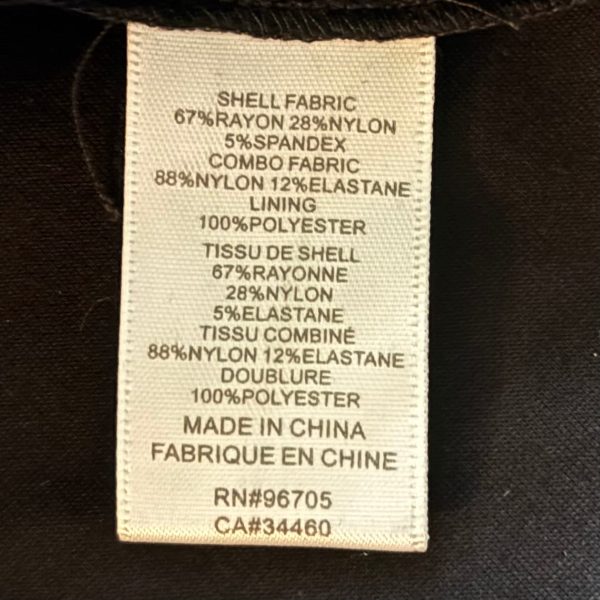 SHELL FABRIC
67%RAYON 28%NYLON
5%SPANDEX
COMBO FABRIC
88%NYLON 12%ELASTANE
LINING
100%POLYESTER
TISSU DE SHELL
67%RAYONNE
28%NYLON
5%ELASTANE
TISSU COMBINÉ
88%NYLON 12%ELASTANE
DOUBLURE
100%POLYESTER
MADE IN CHINA
FABRIQUE EN CHINE
RN#96705
CA#34460